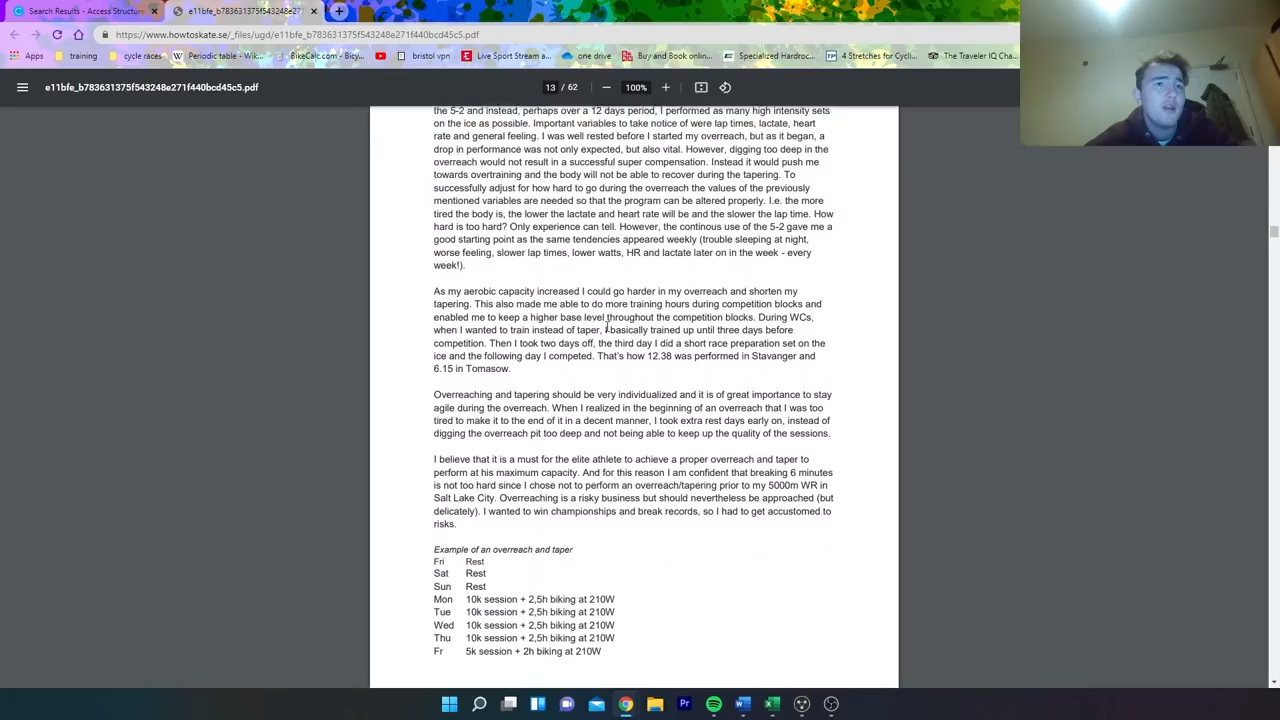 Search Results - Access Structure
e11bfe_b783631375f543248e271
https://www.howtoskate.se/_files/ugd/e11bfe_b783631375f543248e271f440bcd45c5.pdf
Apps
training
cycle races
Periodic table - Wik...
BikeCalc.com - Bicy...
bristol vpn
Live Sport Stream a...
one drive
Buy and Book onlin...
Specialized Hardroc...
4 Stretches for Cycli...
The Traveler IQ Cha...
e11bfe_b783631375f543248e271f440bcd45c5.pdf
13 / 62
100%
the 5-2 and instead, perhaps over a 12 days period, I performed as many high intensity sets
on the ice as possible. Important variables to take notice of were lap times, lactate, heart
rate and general feeling. I was well rested before I started my overreach, but as it began, a
drop in performance was not only expected, but also vital. However, digging too deep in the
overreach would not result in a successful super compensation. Instead it would push me
towards overtraining and the body will not be able to recover during the tapering. To
successfully adjust for how hard to go during the overreach the values of the previously
mentioned variables are needed so that the program can be altered properly. I.e. the more
tired the body is, the lower the lactate and heart rate will be and the slower the lap time. How
hard is too hard? Only experience can tell. However, the continous use of the 5-2 gave me a
good starting point as the same tendencies appeared weekly (trouble sleeping at night,
worse feeling, slower lap times, lower watts, HR and lactate later on in the week - every
week!).
As my aerobic capacity increased I could go harder in my overreach and shorten my
tapering. This also made me able to do more training hours during competition blocks and
enabled me to keep a higher base level throughout the competition blocks. During WCs,
when I wanted to train instead of taper, I basically trained up until three days before
competition. Then I took two days off, the third day I did a short race preparation set on the
ice and the following day I competed. That's how 12.38 was performed in Stavanger and
6.15 in Tomasow.
Overreaching and tapering should be very individualized and it is of great importance to stay
agile during the overreach. When I realized in the beginning of an overreach that I was too
tired to make it to the end of it in a decent manner, I took extra rest days early on, instead of
digging the overreach pit too deep and not being able to keep up the quality of the sessions.
I believe that it is a must for the elite athlete to achieve a proper overreach and taper to
perform at his maximum capacity. And for this reason I am confident that breaking 6 minutes
is not too hard since I chose not to perform an overreach/tapering prior to my 5000m WR in
Salt Lake City. Overreaching is a risky business but should nevertheless be approached (but
delicately). I wanted to win championships and break records, so I had to get accustomed to
risks.
Example of an overreach and taper
Fri Rest
Sat Rest
Sun Rest
Mon 10k session + 2,5h biking at 210W
Tue 10k session + 2,5h biking at 210W
Wed 10k session + 2,5h biking at 210W
Thu 10k session + 2,5h biking at 210W
Fr 5k session + 2h biking at 210W